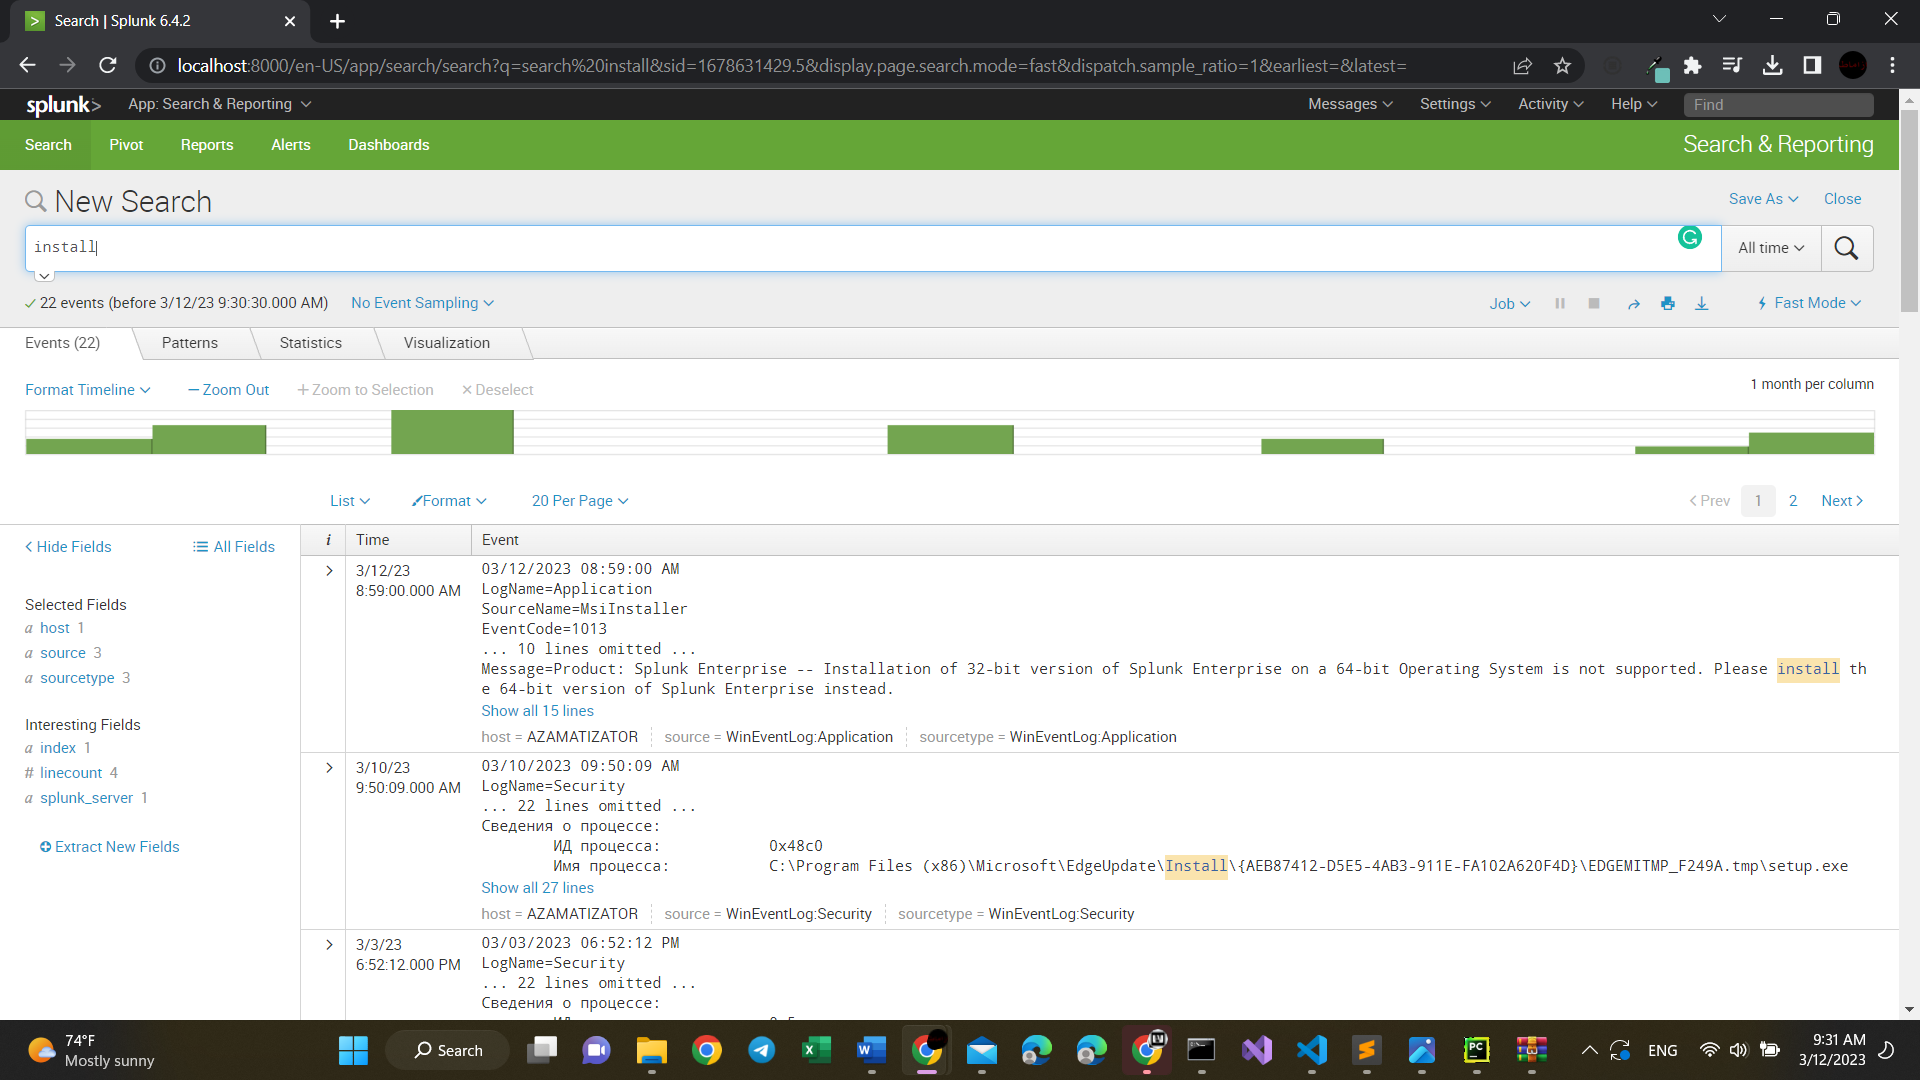 Search | Splunk 6.4.2
localhost:8000/en-US/app/search/search?q=search%20install&sid=1678631429.5&display.page.search.mode=fast&dispatch.sample_ratio=1&earliest=&latest=
splunk> App: Search & Reporting Messages Settings Activity Help Find
Search Pivot Reports Alerts Dashboards Search & Reporting
New Search Save As Close
install All time
22 events (before 3/12/23 9:30:30.000 AM) No Event Sampling Job Fast Mode
Events (22) Patterns Statistics Visualization
Format Timeline — Zoom Out + Zoom to Selection × Deselect 1 month per column
List Format 20 Per Page < Prev 1 2 Next >
< Hide Fields All Fields
i Time Event
Selected Fields
a host 1
a source 3
a sourcetype 3
Interesting Fields
a index 1
# linecount 4
a splunk_server 1
Extract New Fields
3/12/23
8:59:00.000 AM
03/12/2023 08:59:00 AM
LogName=Application
SourceName=MsiInstaller
EventCode=1013
... 10 lines omitted ...
Message=Product: Splunk Enterprise -- Installation of 32-bit version of Splunk Enterprise on a 64-bit Operating System is not supported. Please install th
e 64-bit version of Splunk Enterprise instead.
Show all 15 lines
host = AZAMATIZATOR source = WinEventLog:Application sourcetype = WinEventLog:Application
3/10/23
9:50:09.000 AM
03/10/2023 09:50:09 AM
LogName=Security
... 22 lines omitted ...
Сведения о процессе:
ИД процесса: 0x48c0
Имя процесса: C:\Program Files (x86)\Microsoft\EdgeUpdate\Install\{AEB87412-D5E5-4AB3-911E-FA102A620F4D}\EDGEMITMP_F249A.tmp\setup.exe
Show all 27 lines
host = AZAMATIZATOR source = WinEventLog:Security sourcetype = WinEventLog:Security
3/3/23
6:52:12.000 PM
03/03/2023 06:52:12 PM
LogName=Security
... 22 lines omitted ...
Сведения о процессе:
74°F
Mostly sunny
Search
ENG
9:31 AM
3/12/2023